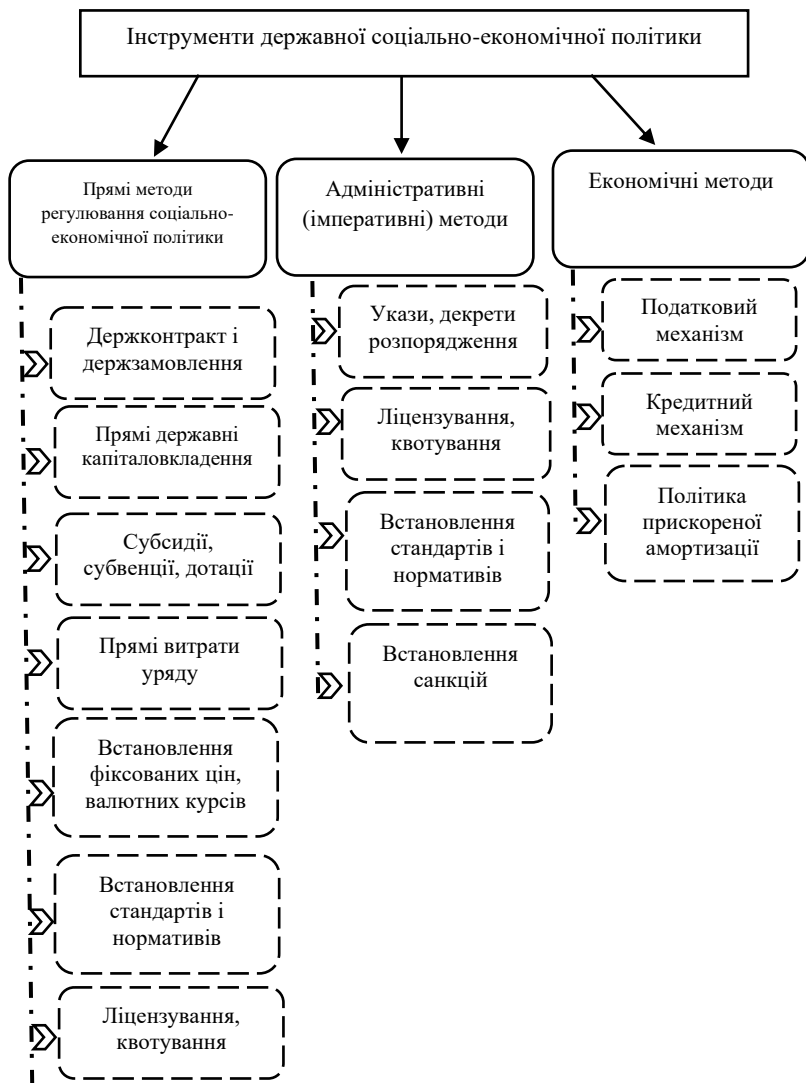 Інструменти державної соціально-економічної політики
Прямі методи
регулювання соціально-
економічної політики
Адміністративні
(імперативні) методи
Економічні методи
Держконтракт і
держзамовлення
Прямі державні
капіталовкладення
Субсидії,
субвенції, дотації
Прямі витрати
уряду
Встановлення
фіксованих цін,
валютних курсів
Встановлення
стандартів і
нормативів
Ліцензування,
квотування
Укази, декрети
розпорядження
Ліцензування,
квотування
Встановлення
стандартів і
нормативів
Встановлення
санкцій
Податковий
механізм
Кредитний
механізм
Політика
прискореної
амортизації